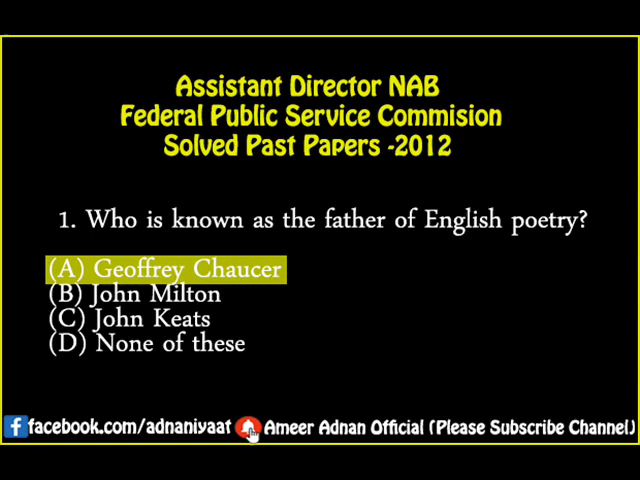 Assistant Director NAB
Federal Public Service Commision
Solved Past Papers -2012
1. Who is known as the father of English poetry?
(A) Geoffrey Chaucer
(B) John Milton
(C) John Keats
(D) None of these
facebook.com/adnaniyaat Ameer Adnan Official (Please Subscribe Channel)